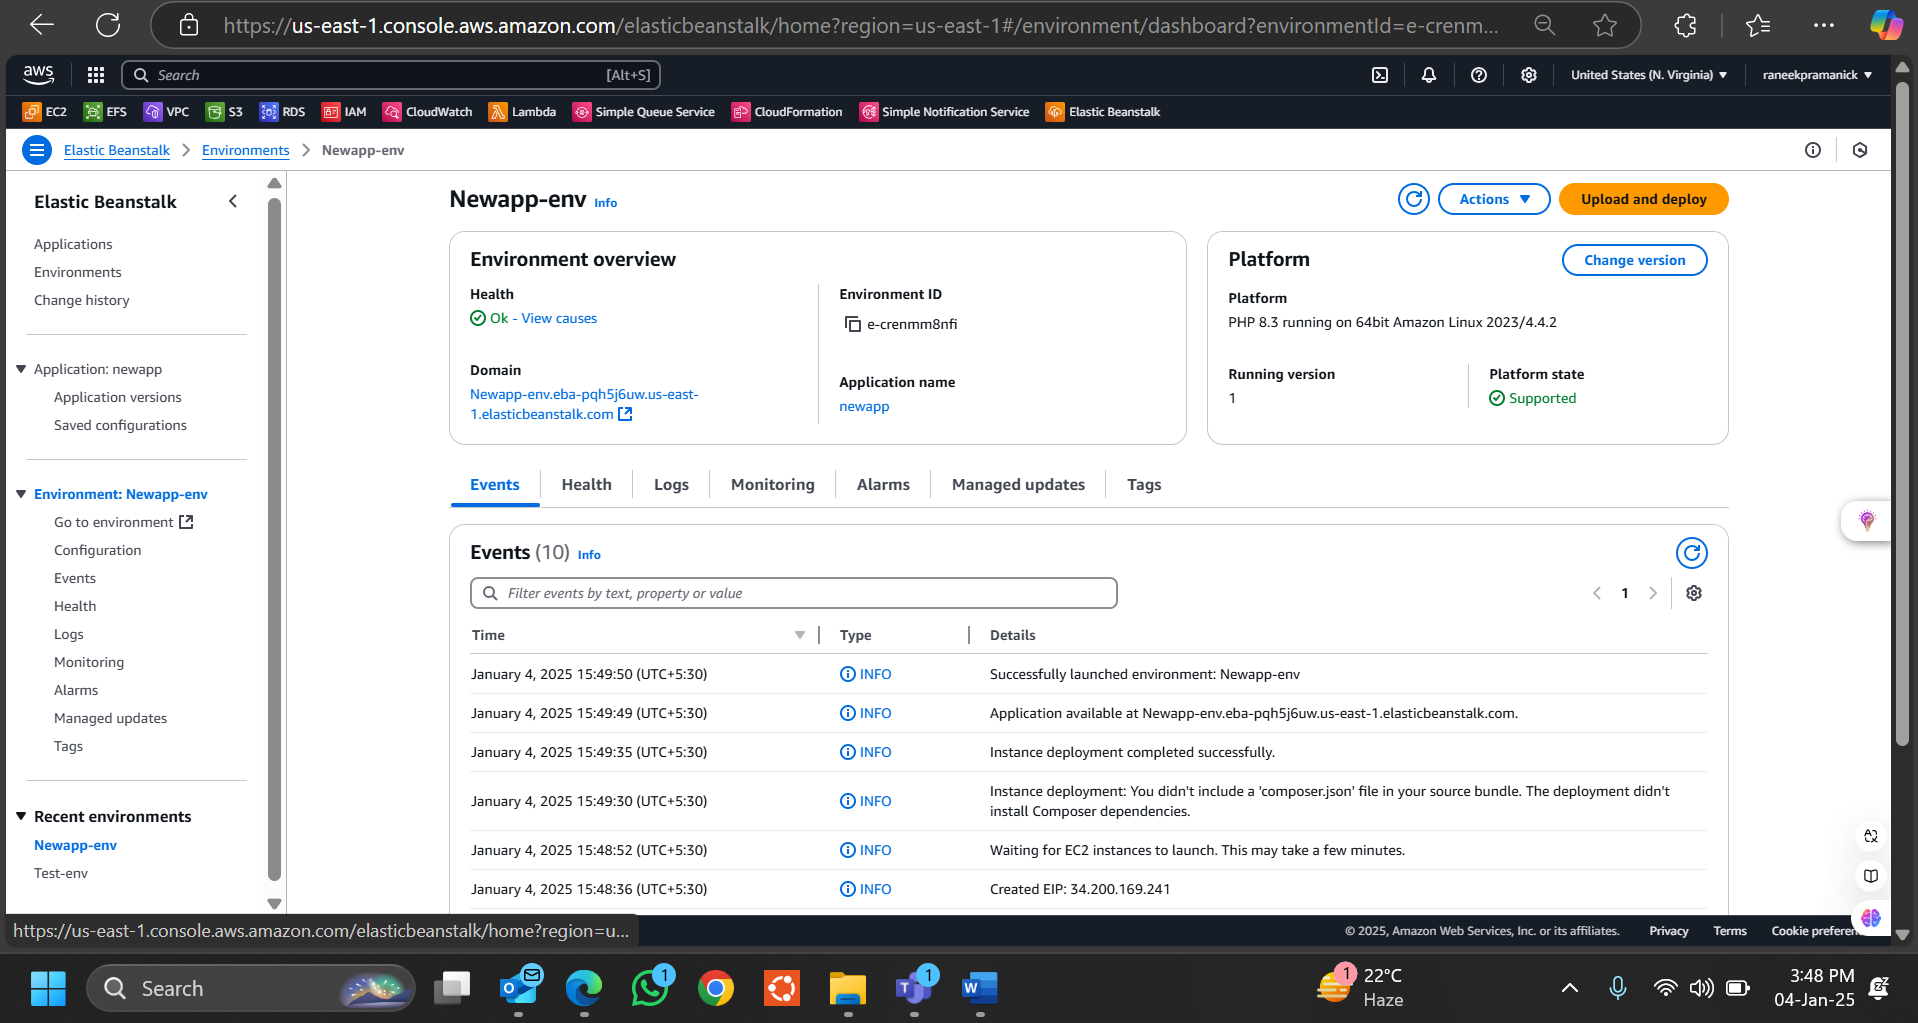 https://us-east-1.console.aws.amazon.com/elasticbeanstalk/home?region=us-east-1#/environment/dashboard?environmentId=e-crenm...
aws
Search
[Alt+S]
United States (N. Virginia)
raneekpramanick
EC2
EFS
VPC
S3
RDS
IAM
CloudWatch
Lambda
Simple Queue Service
CloudFormation
Simple Notification Service
Elastic Beanstalk
Elastic Beanstalk
Environments
Newapp-env
Elastic Beanstalk
Applications
Environments
Change history
Application: newapp
Application versions
Saved configurations
Environment: Newapp-env
Go to environment
Configuration
Events
Health
Logs
Monitoring
Alarms
Managed updates
Tags
Recent environments
Newapp-env
Test-env
Newapp-env Info
Actions
Upload and deploy
Environment overview
Health
Ok - View causes
Domain
Newapp-env.eba-pqh5j6uw.us-east-
1.elasticbeanstalk.com
Environment ID
e-crenmm8nfi
Application name
newapp
Platform
Change version
Platform
PHP 8.3 running on 64bit Amazon Linux 2023/4.4.2
Running version
1
Platform state
Supported
Events
Health
Logs
Monitoring
Alarms
Managed updates
Tags
Events (10) Info
Filter events by text, property or value
1
Time
Type
Details
January 4, 2025 15:49:50 (UTC+5:30)
INFO
Successfully launched environment: Newapp-env
January 4, 2025 15:49:49 (UTC+5:30)
INFO
Application available at Newapp-env.eba-pqh5j6uw.us-east-1.elasticbeanstalk.com.
January 4, 2025 15:49:35 (UTC+5:30)
INFO
Instance deployment completed successfully.
January 4, 2025 15:49:30 (UTC+5:30)
INFO
Instance deployment: You didn't include a 'composer.json' file in your source bundle. The deployment didn't
install Composer dependencies.
January 4, 2025 15:48:52 (UTC+5:30)
INFO
Waiting for EC2 instances to launch. This may take a few minutes.
January 4, 2025 15:48:36 (UTC+5:30)
INFO
Created EIP: 34.200.169.241
https://us-east-1.console.aws.amazon.com/elasticbeanstalk/home?region=u...
© 2025, Amazon Web Services, Inc. or its affiliates.
Privacy
Terms
Cookie preferen
Search
1
1
1
22°C
Haze
3:48 PM
04-Jan-25